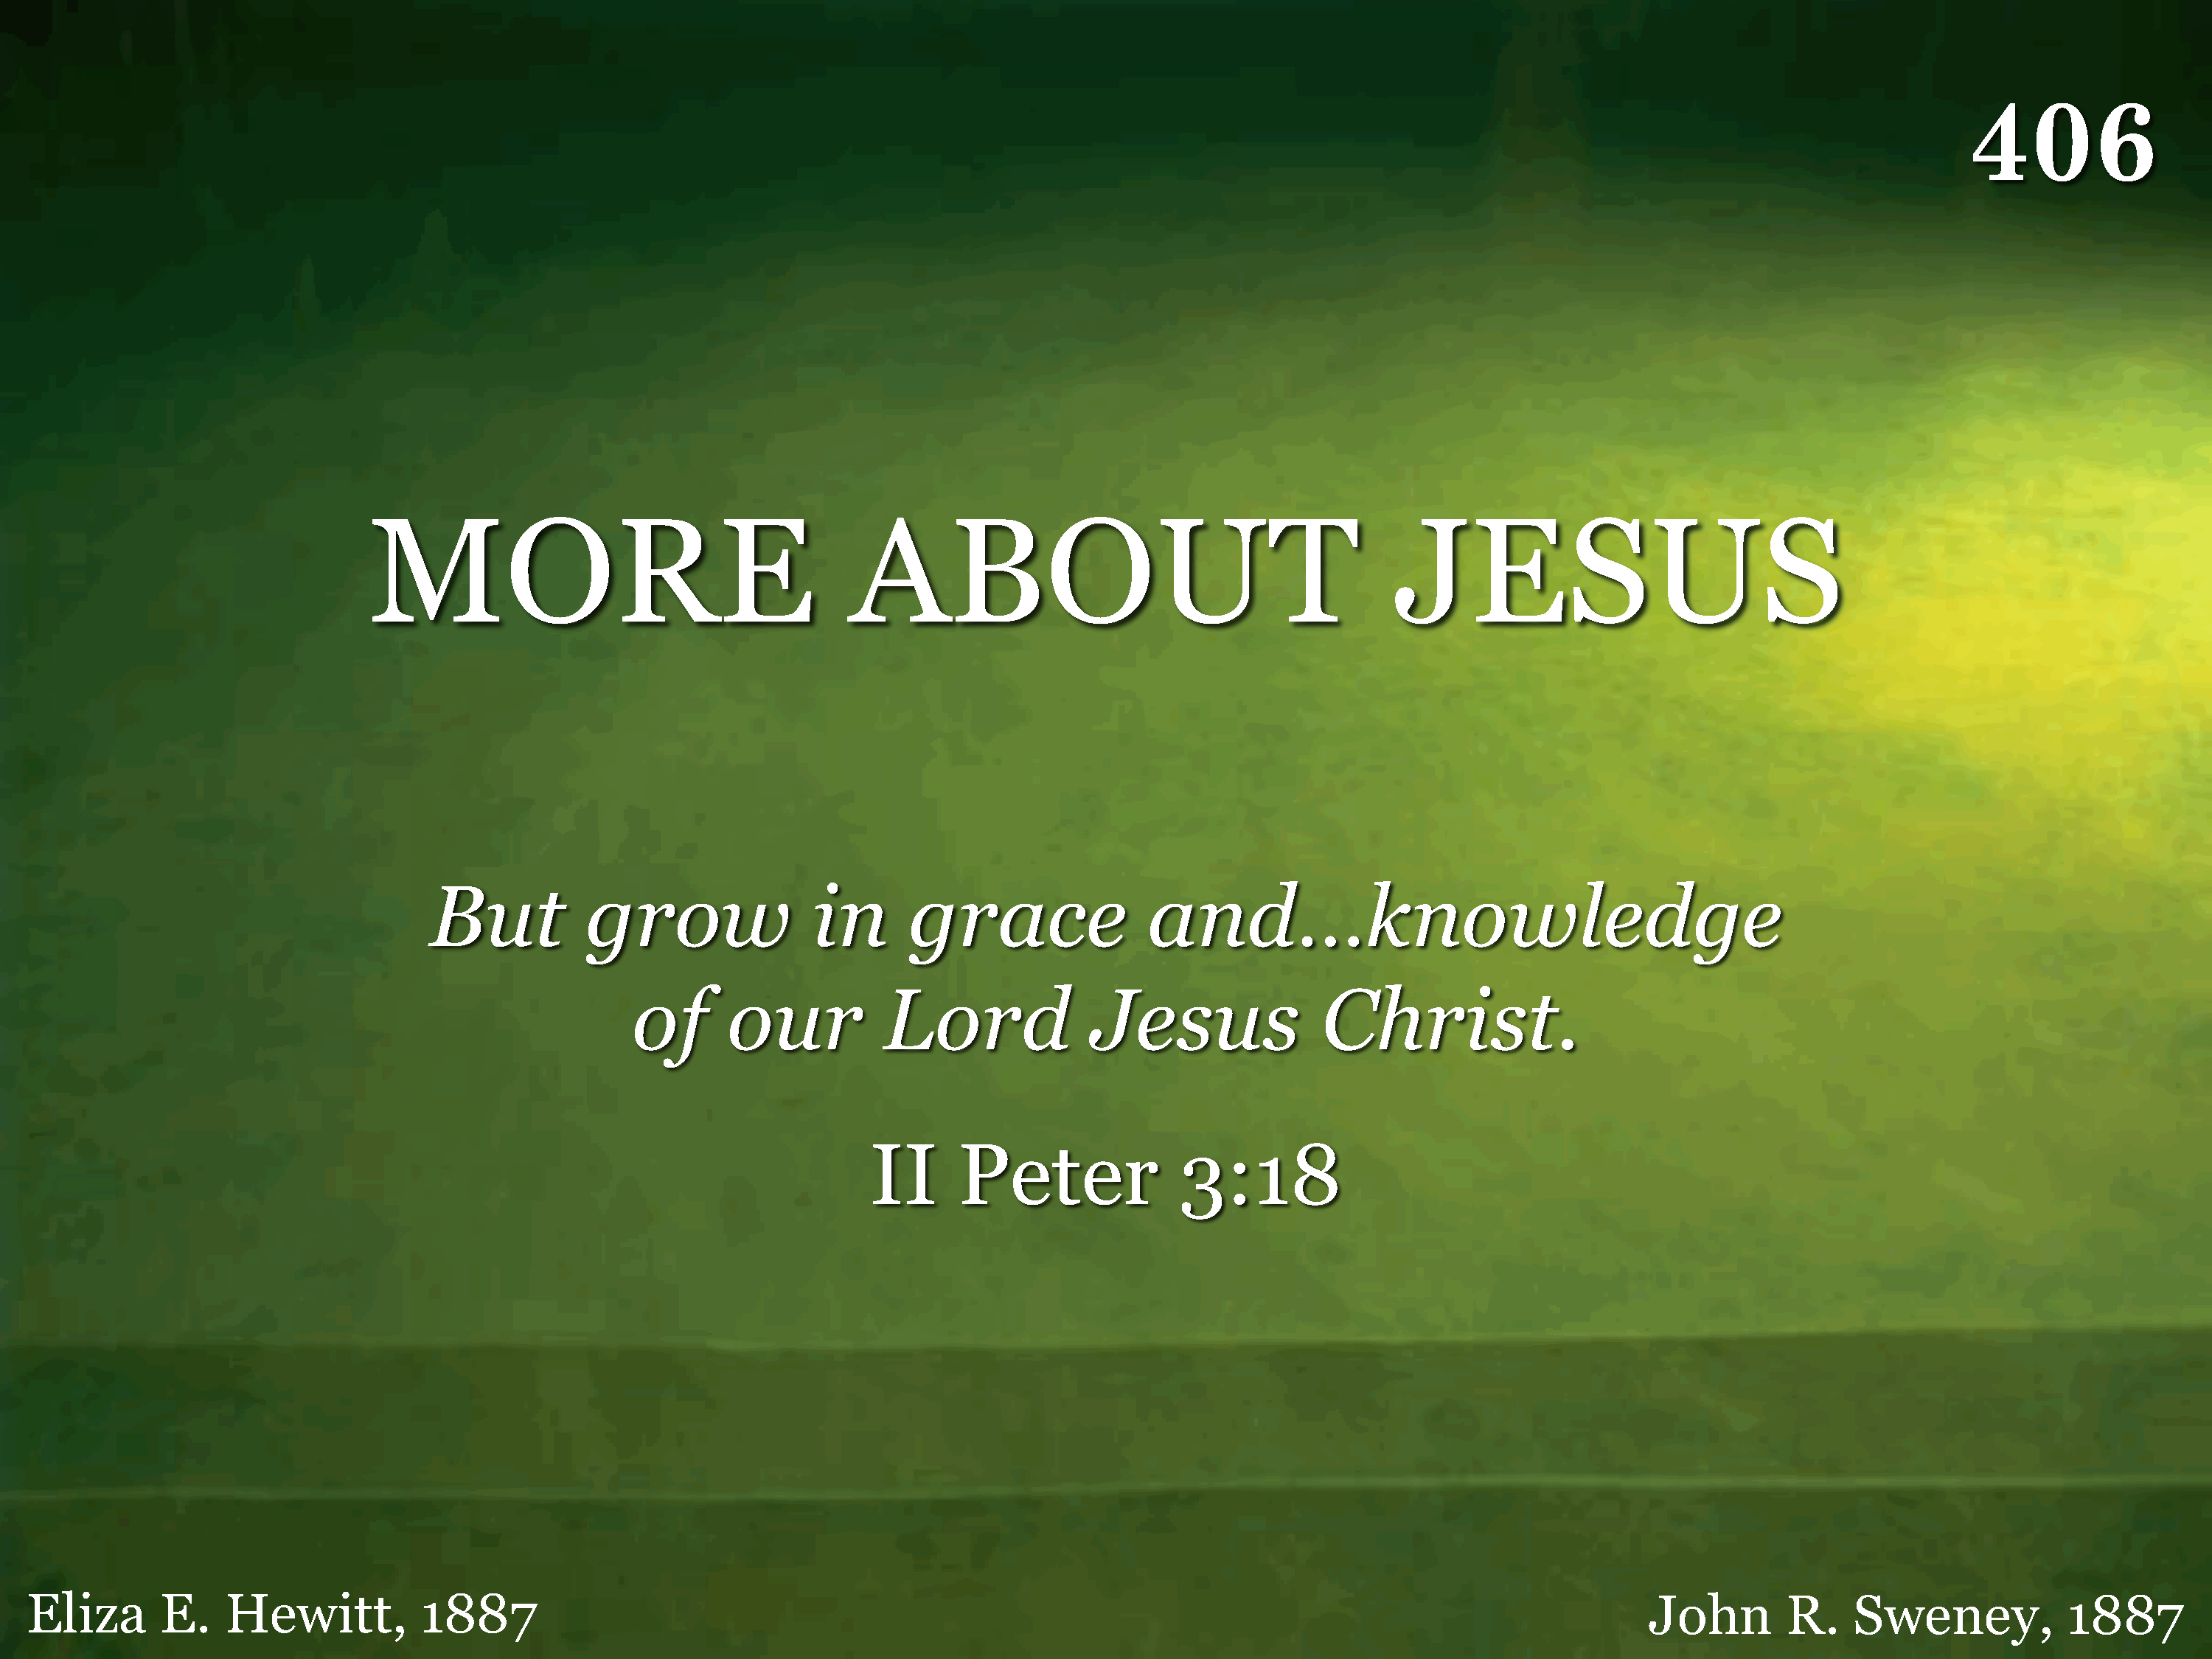 406
MORE ABOUT JESUS
But grow in grace and...knowledge
of our Lord Jesus Christ.
II Peter 3:18
Eliza E. Hewitt, 1887
John R. Sweney, 1887